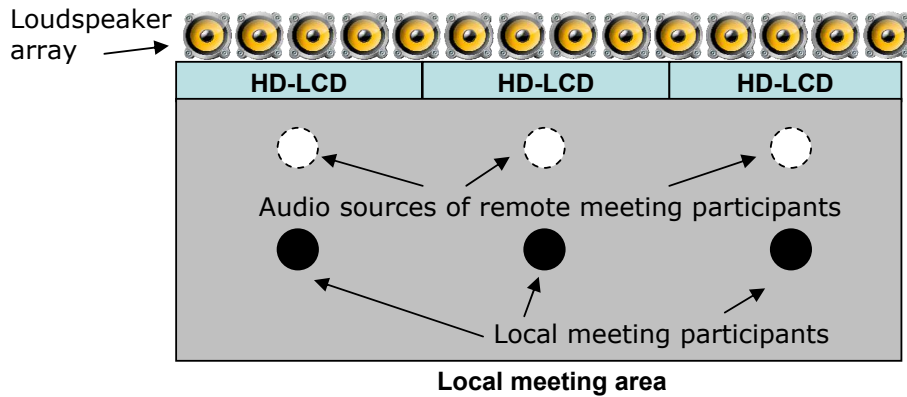 Loudspeaker
array
HD-LCD HD-LCD HD-LCD
Audio sources of remote meeting participants
Local meeting participants
Local meeting area